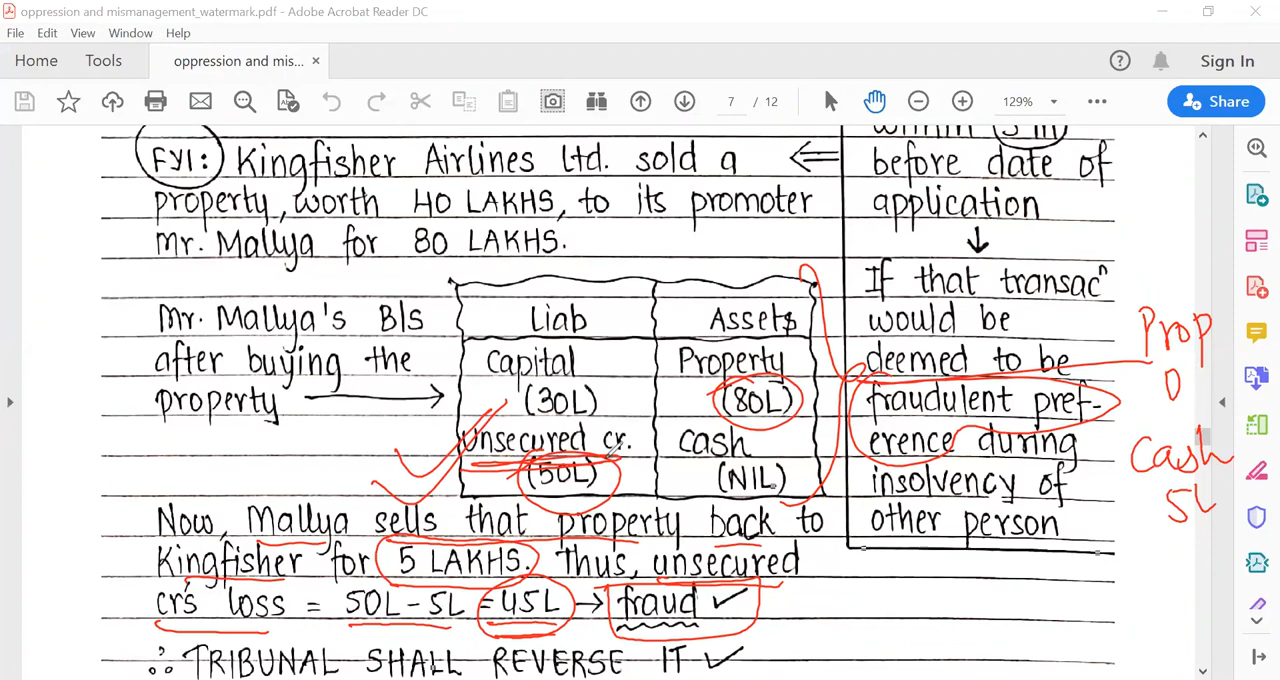 oppression and mismanagement_watermark.pdf - Adobe Acrobat Reader DC
File Edit View Window Help
Home Tools oppression and mis... × Sign In
7 / 12 129% Share
FYI: Kingfisher Airlines Ltd. sold a
property, worth 40 LAKHS, to its promoter
Mr. Mallya for 80 LAKHS.
Mr. Mallya's B/s
after buying the
property
Liab Assets
Capital Property
(30L) (80L)
Unsecured cr. cash
(50L) (NIL)
Now, Mallya sells that property back to
Kingfisher for 5 LAKHS. Thus, unsecured
cr's loss = 50L - 5L = 45L → fraud ✓
∴ TRIBUNAL SHALL REVERSE IT ✓
within (3 m)
before date of
application
↓
If that transacⁿ
would be
deemed to be
fraudulent pref-
erence during
insolvency of
other person
Prop
0
Cash
5L